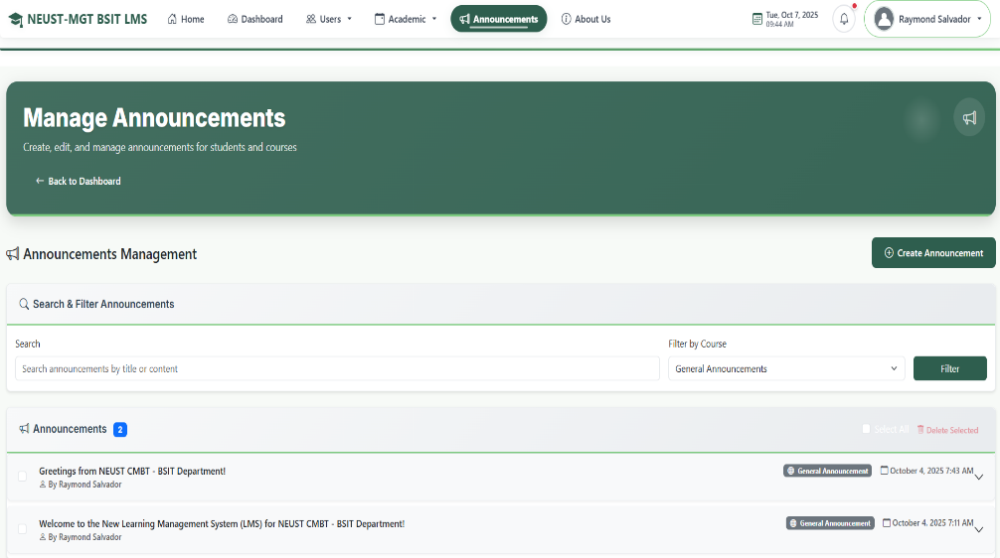 NEUST-MGT BSIT LMS Home Dashboard Users Academic Announcements About Us Tue, Oct 7, 2025 Raymond Salvador
09:44 AM
Manage Announcements
Create, edit, and manage announcements for students and courses
← Back to Dashboard
Announcements Management Create Announcement
Search & Filter Announcements
Search Filter by Course
Search announcements by title or content General Announcements Filter
Announcements 2 Select All Delete Selected
Greetings from NEUST CMBT - BSIT Department! General Announcement October 4, 2025 7:43 AM
By Raymond Salvador
Welcome to the New Learning Management System (LMS) for NEUST CMBT - BSIT Department! General Announcement October 4, 2025 7:11 AM
By Raymond Salvador